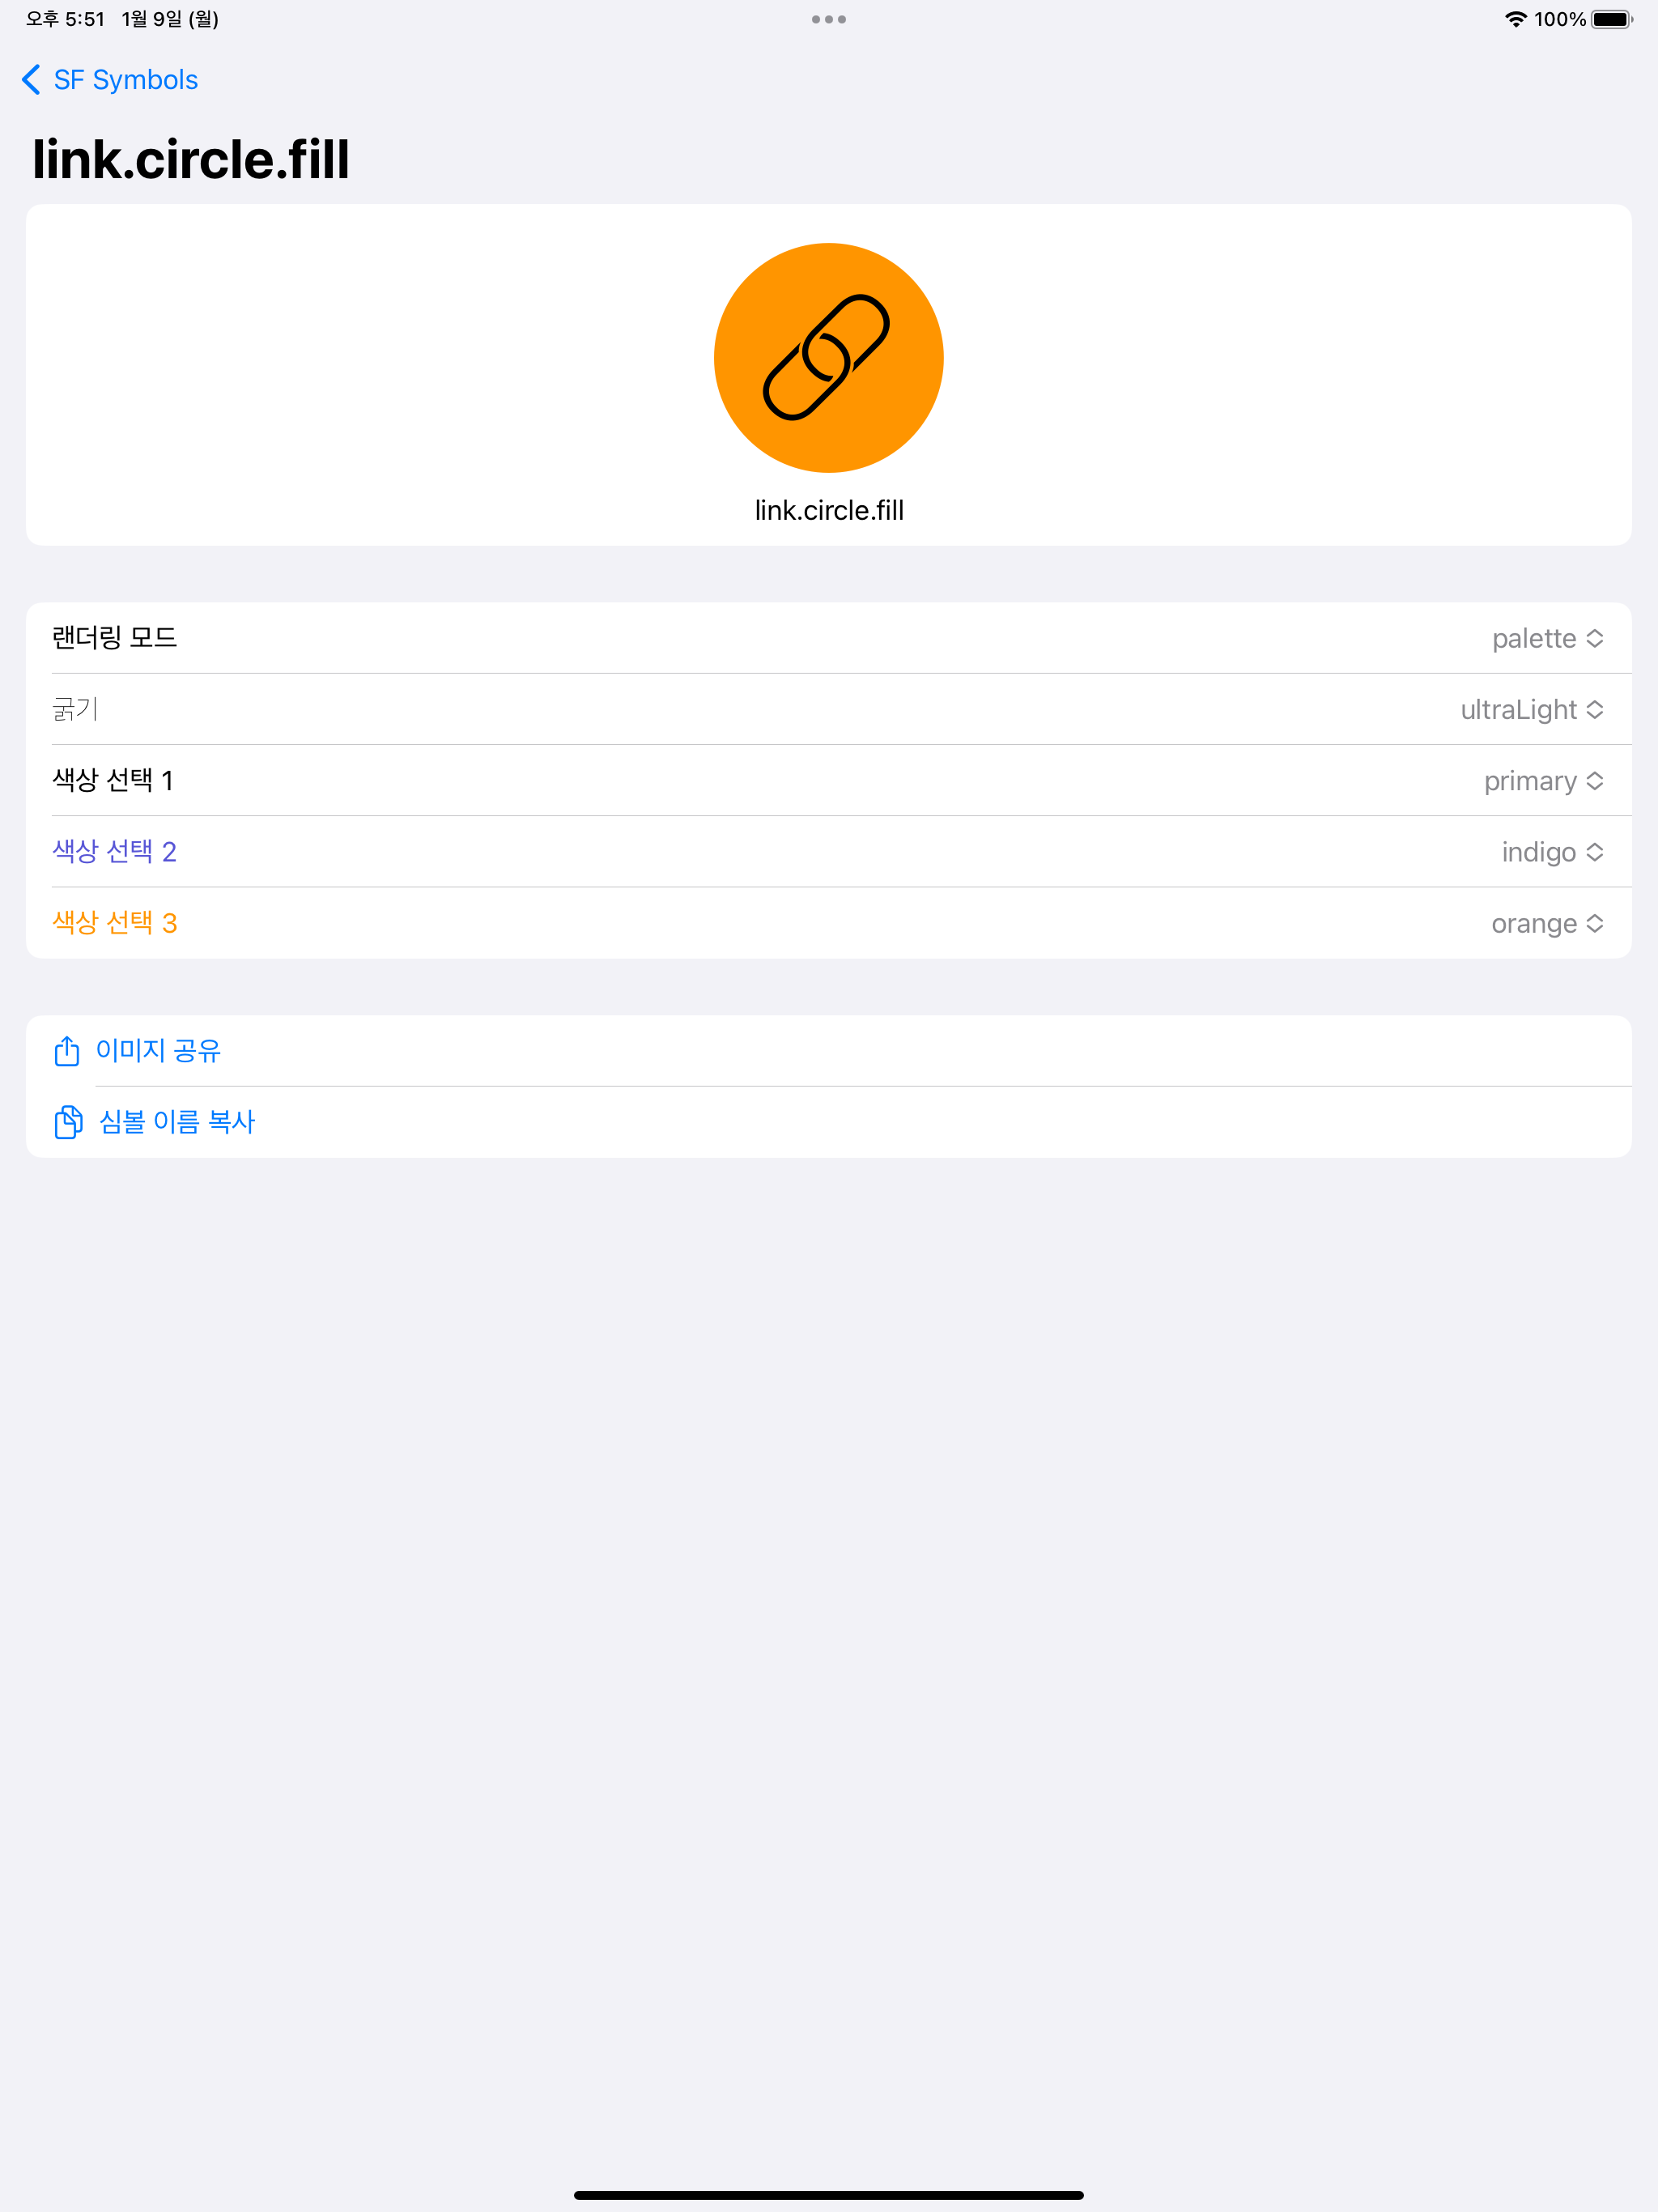 오후 5:51 1월 9일 (월) 100%
SF Symbols
link.circle.fill
link.circle.fill
랜더링 모드 palette
굵기 ultraLight
색상 선택 1 primary
색상 선택 2 indigo
색상 선택 3 orange
이미지 공유
심볼 이름 복사